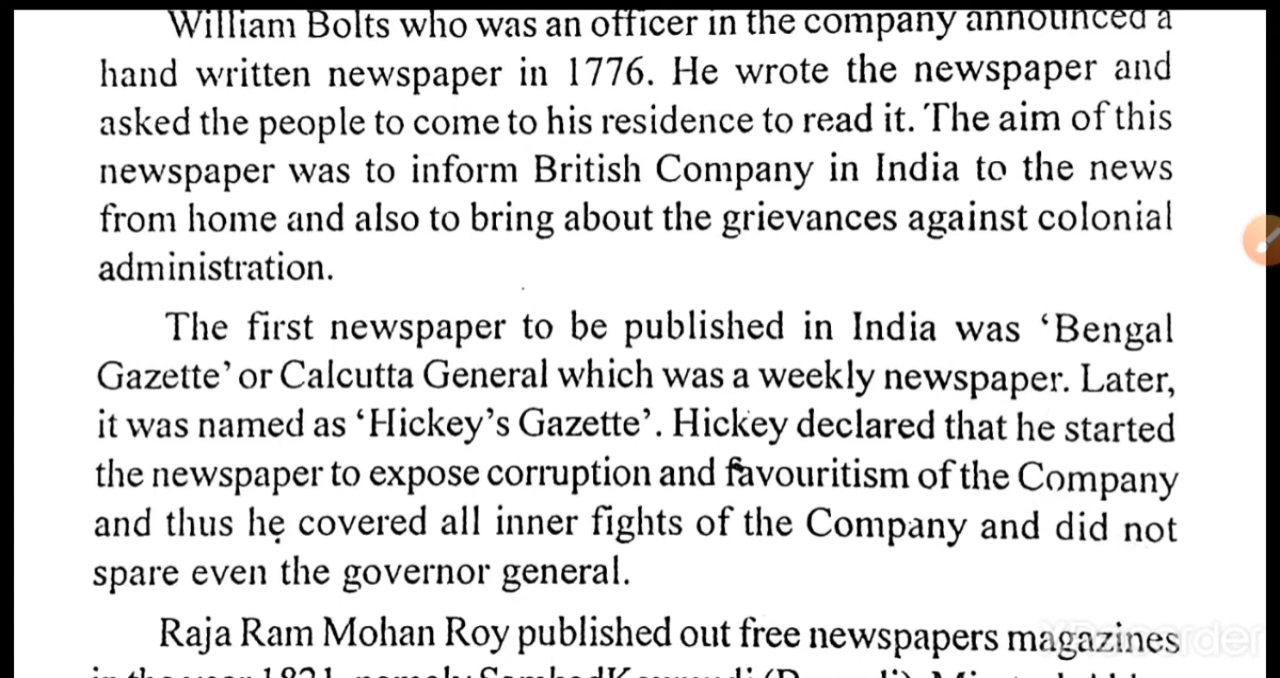 William Bolts who was an officer in the company announced a
hand written newspaper in 1776. He wrote the newspaper and
asked the people to come to his residence to read it. The aim of this
newspaper was to inform British Company in India to the news
from home and also to bring about the grievances against colonial
administration.
The first newspaper to be published in India was ‘Bengal
Gazette’ or Calcutta General which was a weekly newspaper. Later,
it was named as ‘Hickey’s Gazette’. Hickey declared that he started
the newspaper to expose corruption and favouritism of the Company
and thus he covered all inner fights of the Company and did not
spare even the governor general.
Raja Ram Mohan Roy published out free newspapers magazines